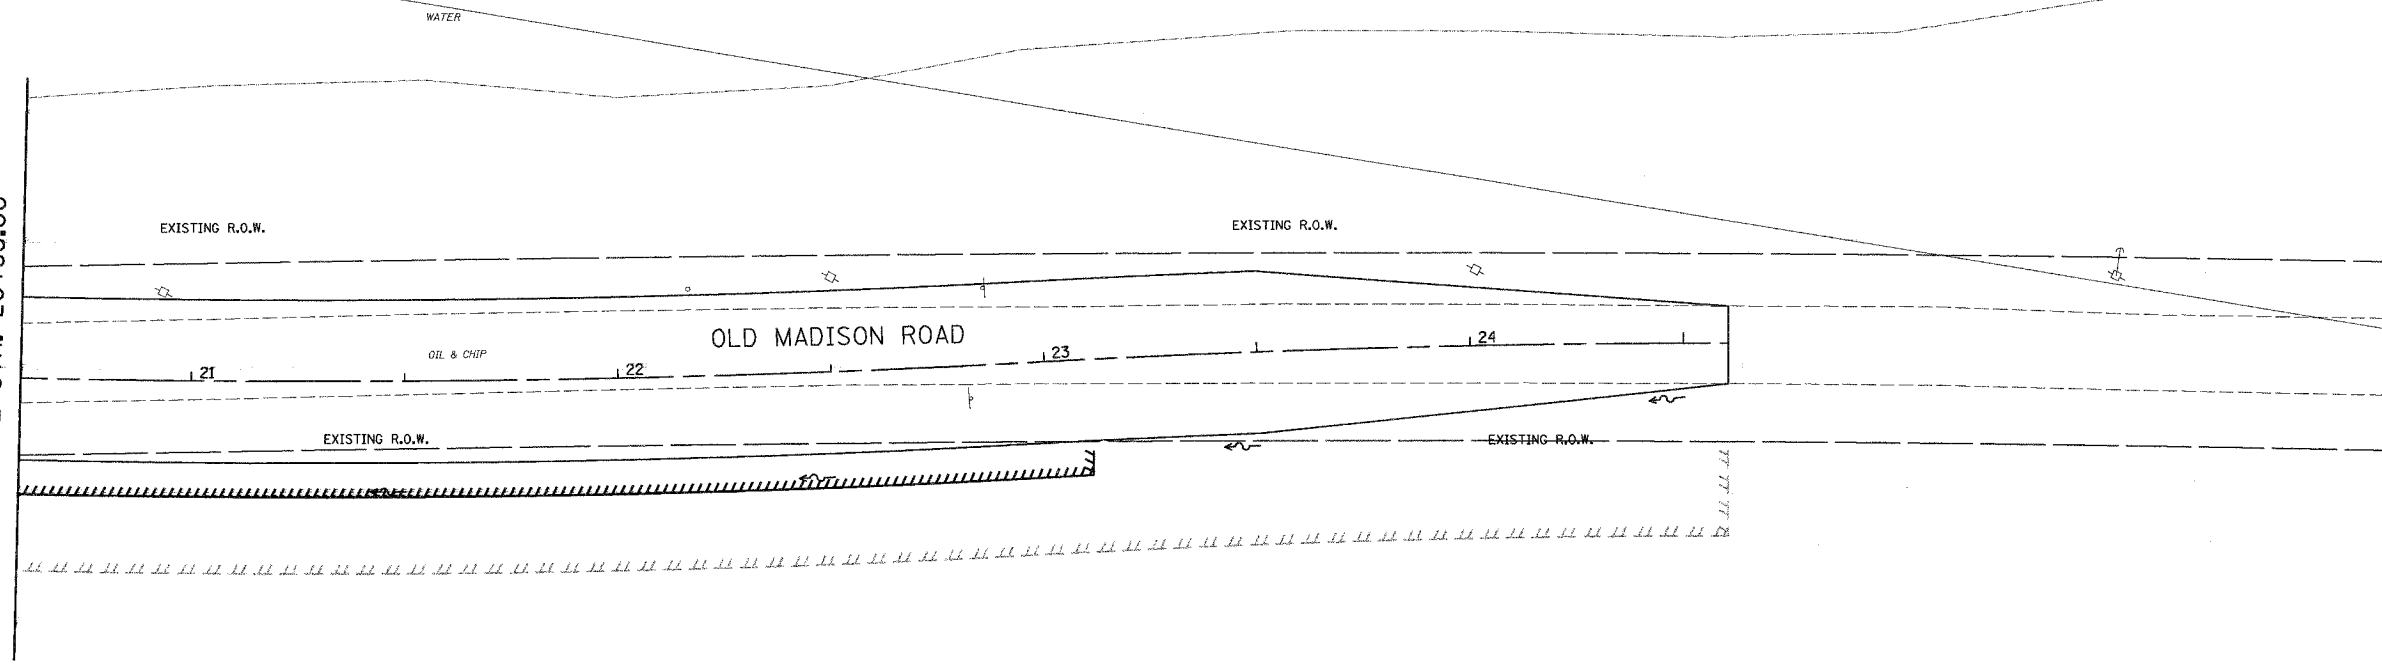 WATER
EXISTING R.O.W.
EXISTING R.O.W.
OLD MADISON ROAD
OIL & CHIP
21
22
23
24
EXISTING R.O.W.
EXISTING R.O.W.